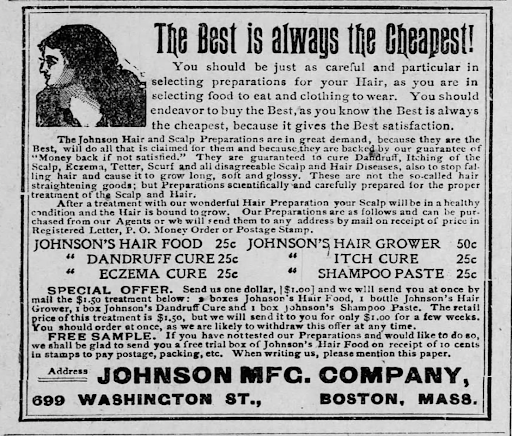 The Best is always the Cheapest!
You should be just as careful and particular in
selecting preparations for your Hair, as you are in
selecting food to eat and clothing to wear. You should
endeavor to buy the Best, as you know the Best is always
the cheapest, because it gives the Best satisfaction.
The Johnson Hair and Scalp Preparations are in great demand, because they are the
Best, will do all that is claimed for them and because they are backed by our guarantee of
"Money back if not satisfied." They are guaranteed to cure Dandruff, Itching of the
Scalp, Eczema, Tetter, Scurf and all disagreeable Scalp and Hair Diseases, also to stop fal-
ling hair and cause it to grow long, soft and glossy. These are not the so-called hair
straightening goods; but Preparations scientifically and carefully prepared for the proper
treatment of the Scalp and Hair.
After a treatment with our wonderful Hair Preparation your Scalp will be in a healthy
condition and the Hair is bound to grow. Our Preparations are as follows and can be pur-
chased from our Agents or we will send them to any address by mail on receipt of price in
Registered Letter, P. O. Money Order or Postage Stamp.
JOHNSON'S HAIR FOOD 25c JOHNSON'S HAIR GROWER 50c
" DANDRUFF CURE 25c " ITCH CURE 25c
" ECZEMA CURE 25c " SHAMPOO PASTE 25c
SPECIAL OFFER. Send us one dollar, [$1.00] and we will send you at once by
mail the $1.50 treatment below: 2 boxes Johnson's Hair Food, 1 bottle Johnson's Hair
Grower, 1 box Johnson's Dandruff Cure and 1 box Johnson's Shampoo Paste. The retail
price of this treatment is $1.50, but we will send it to you for only $1.00 for a few weeks.
You should order at once, as we are likely to withdraw this offer at any time.
FREE SAMPLE. If you have not tested our Preparations and would like to do so,
we shall be glad to send you a free trial box of Johnson's Hair Food on receipt of 10 cents
in stamps to pay postage, packing, etc. When writing us, please mention this paper.
Address JOHNSON MFG. COMPANY,
699 WASHINGTON ST., BOSTON, MASS.